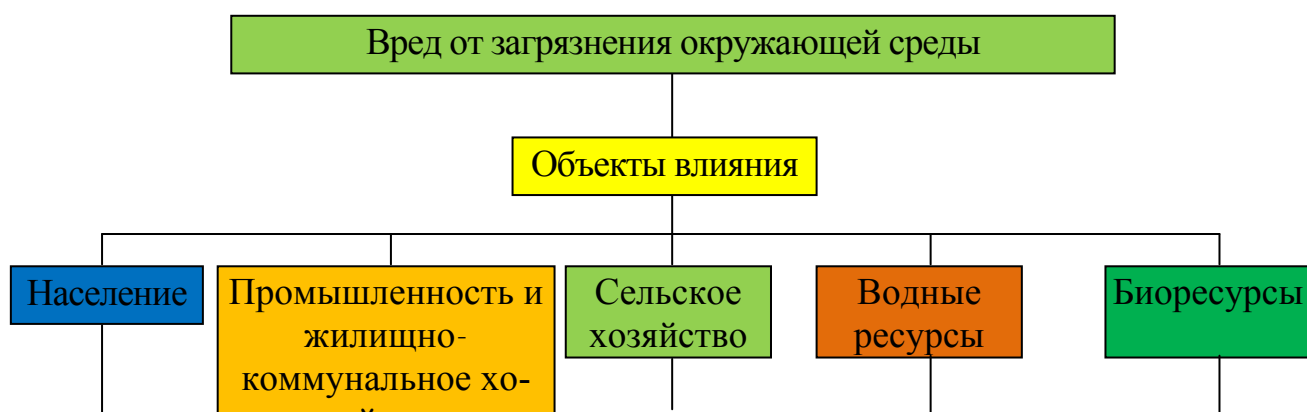 Вред от загрязнения окружающей среды
Объекты влияния
Население
Промышленность и
жилищно-
коммунальное хо-
Сельское
хозяйство
Водные
ресурсы
Биоресурсы